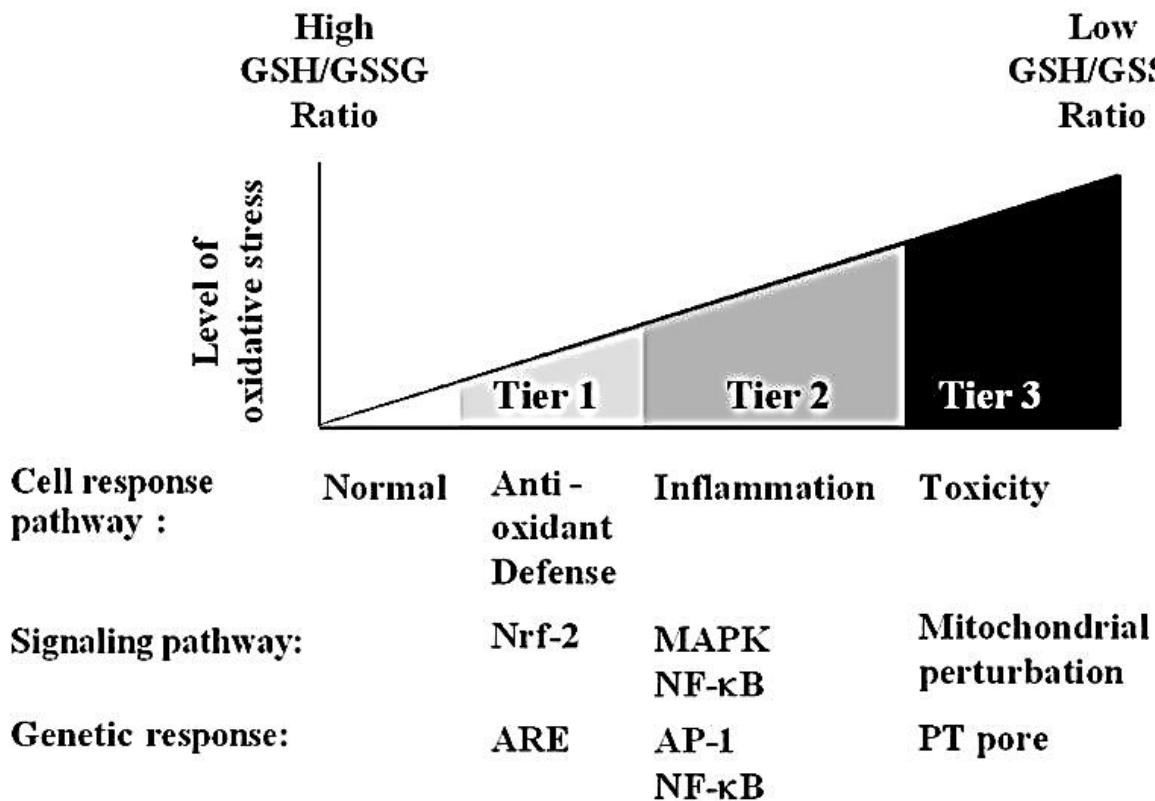 High
GSH/GSSG
Ratio
Low
GSH/GSS
Ratio
Level of
oxidative stress
Tier 1
Tier 2
Tier 3
Cell response
pathway :
Normal
Anti -
oxidant
Defense
Inflammation
Toxicity
Signaling pathway:
Nrf-2
MAPK
NF-κB
Mitochondrial
perturbation
Genetic response:
ARE
AP-1
NF-κB
PT pore